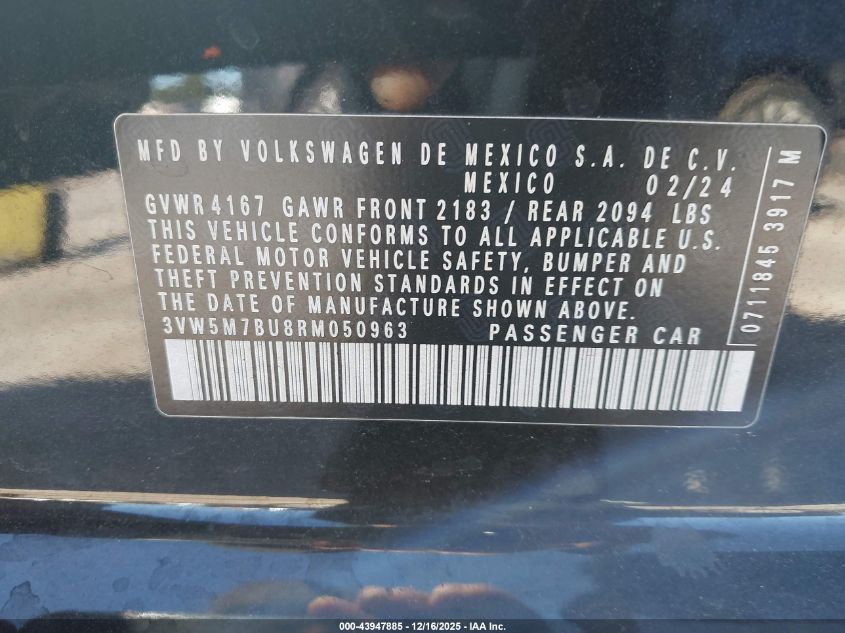 MFD BY VOLKSWAGEN DE MEXICO S.A. DE C.V.
MEXICO 02/24
GVWR 4167 GAWR FRONT 2183 / REAR 2094 LBS
THIS VEHICLE CONFORMS TO ALL APPLICABLE U.S.
FEDERAL MOTOR VEHICLE SAFETY, BUMPER AND
THEFT PREVENTION STANDARDS IN EFFECT ON
THE DATE OF MANUFACTURE SHOWN ABOVE.
3VW5M7BU8RM050963 PASSENGER CAR
0711845 3917 M
000-43947885 - 12/16/2025 - IAA Inc.